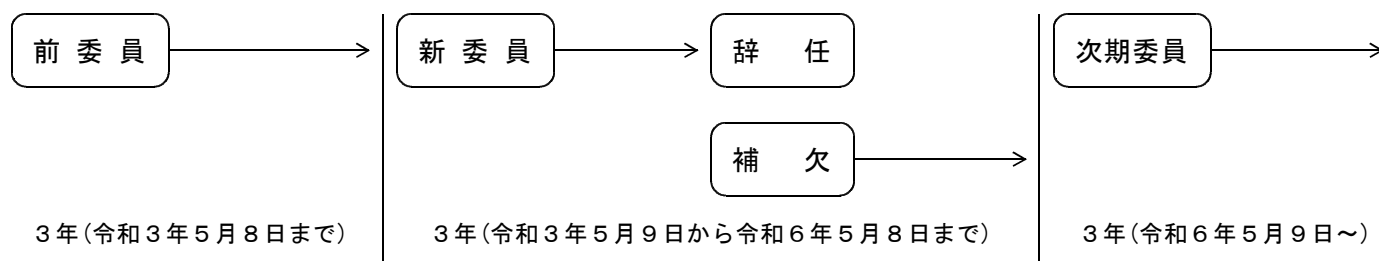 前委員
新委員
辞任
次期委員
補欠
3年(令和3年5月8日まで)
3年(令和3年5月9日から令和6年5月8日まで)
3年(令和6年5月9日~)